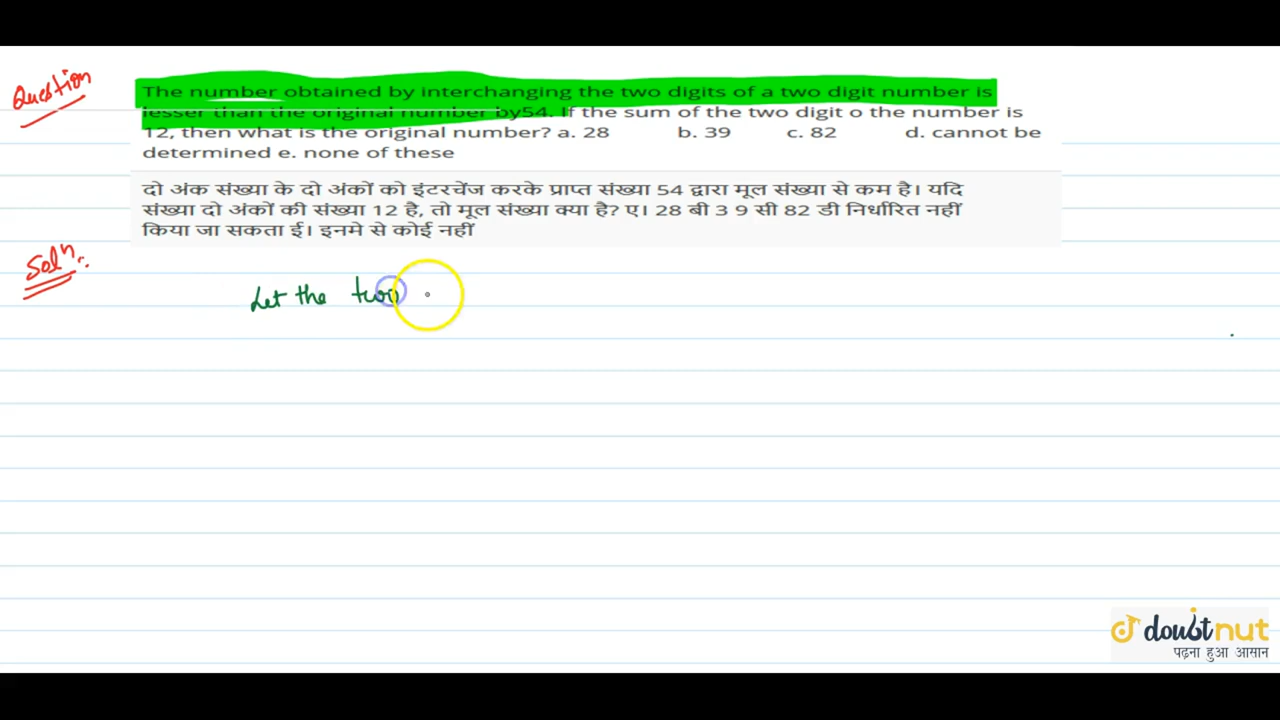 Question
The number obtained by interchanging the two digits of a two digit number is
lesser than the original number by54. If the sum of the two digit o the number is
12, then what is the original number? a. 28 b. 39 c. 82 d. cannot be
determined e. none of these
दो अंक संख्या के दो अंकों को इंटरचेंज करके प्राप्त संख्या 54 द्वारा मूल संख्या से कम है। यदि
संख्या दो अंकों की संख्या 12 है, तो मूल संख्या क्या है? ए। 28 बी 3 9 सी 82 डी निर्धारित नहीं
किया जा सकता ई। इनमे से कोई नहीं
Solⁿ:
Let the two
doubtnut
पढ़ना हुआ आसान